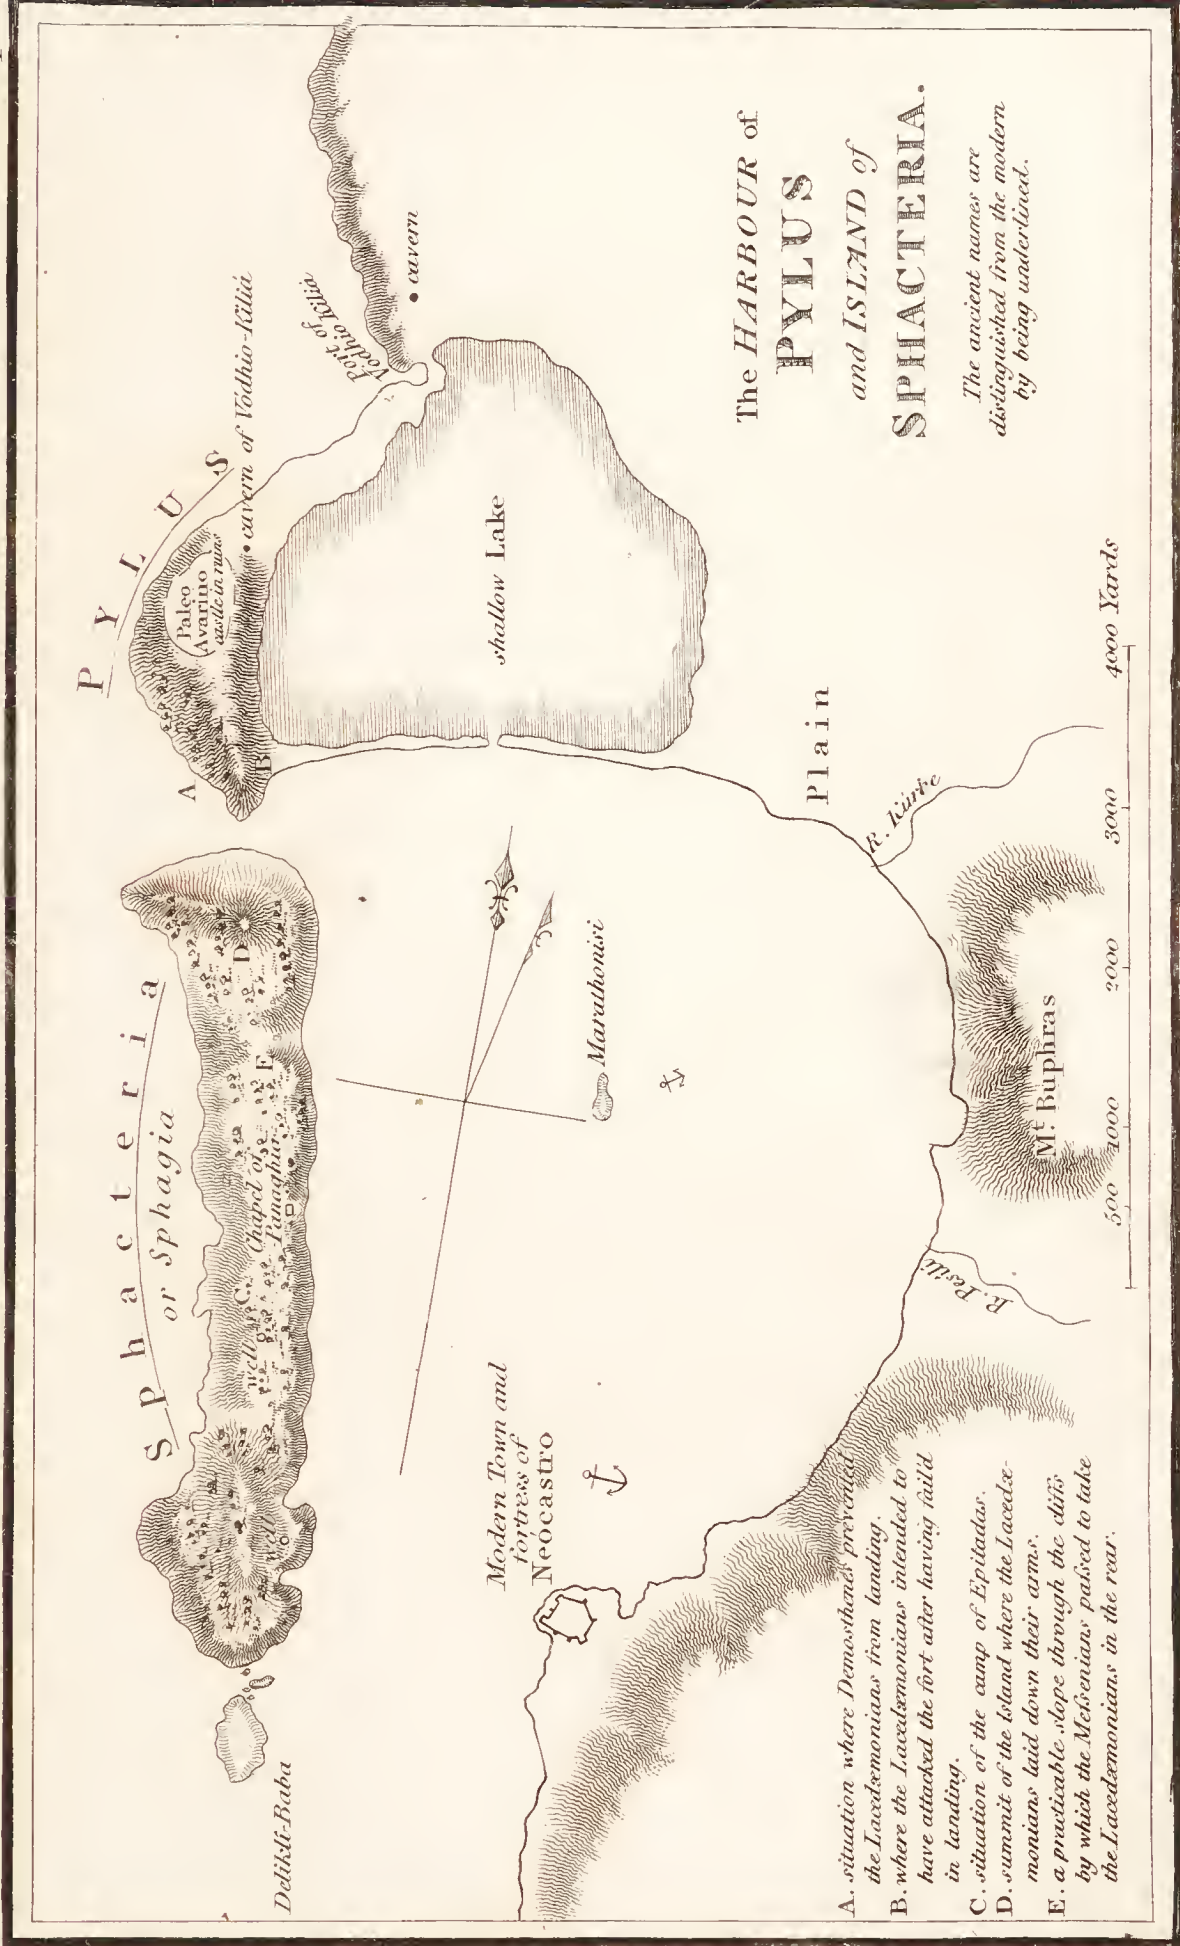 The HARBOUR of
PYLUS
and ISLAND of
SPHACTERIA.
The ancient names are
distinguished from the modern
by being underlined.
PYLUS
Paleo
Avarino
castle in ruins
cavern of Vodhio-Kiliá
Port of
Vodhio Kiliá
cavern
A
B
shallow Lake
Sphacteria
or Sphagia
D
E
Chapel of
Panaghia
C
well
well
Delikli-Baba
Marathonisi
Plain
R. Kúrbe
Mt. Buphras
R. Pesili
Modern Town and
fortress of
Neocastro
500 1000 2000 3000 4000 Yards
A. situation where Demosthenes prevented
the Lacedæmonians from landing.
B. where the Lacedæmonians intended to
have attacked the fort after having fail'd
in landing.
C. situation of the camp of Epitadas.
D. summit of the Island where the Lacedæ-
monians laid down their arms.
E. a practicable slope through the cliffs
by which the Meſsenians paſsed to take
the Lacedæmonians in the rear.